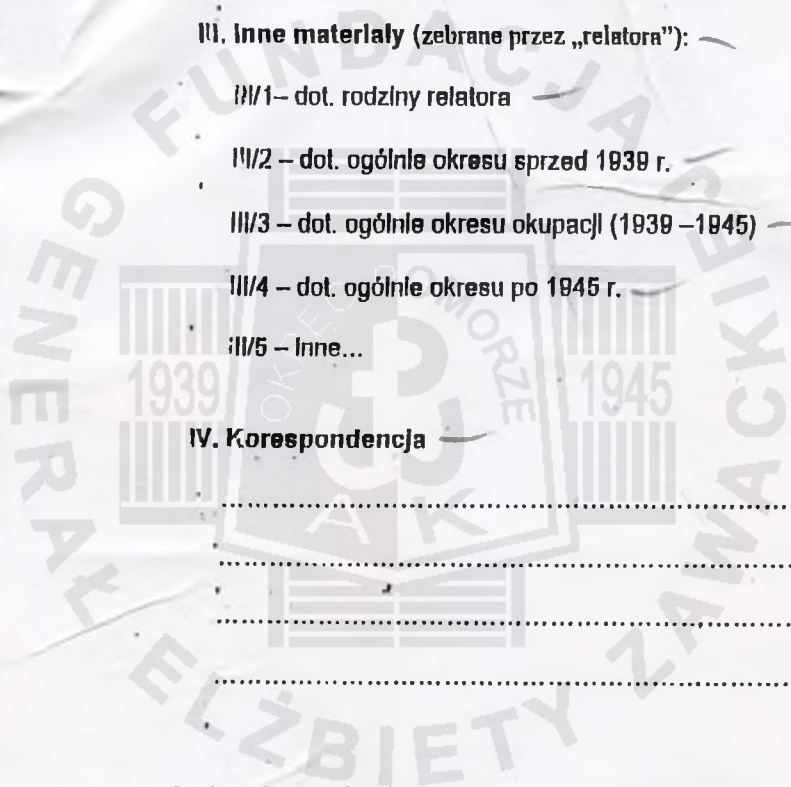 III. Inne materiały (zebrane przez „relatora”):
III/1– dot. rodziny relatora
III/2 – dot. ogólnie okresu sprzed 1939 r.
III/3 – dot. ogólnie okresu okupacji (1939 –1945)
III/4 – dot. ogólnie okresu po 1945 r.
III/5 – Inne...
IV. Korespondencja
FUNDACJA
GENERAŁ ELŻBIETY ZAWACKIEJ
OKRĘG POMORZE
1939
1945
AK